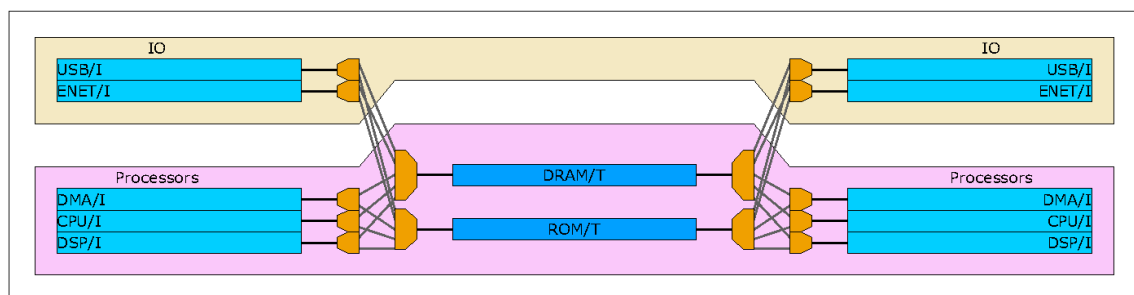 IO
IO
USB/I
USB/I
ENET/I
ENET/I
Processors
DRAM/T
Processors
DMA/I
DMA/I
CPU/I
ROM/T
CPU/I
DSP/I
DSP/I